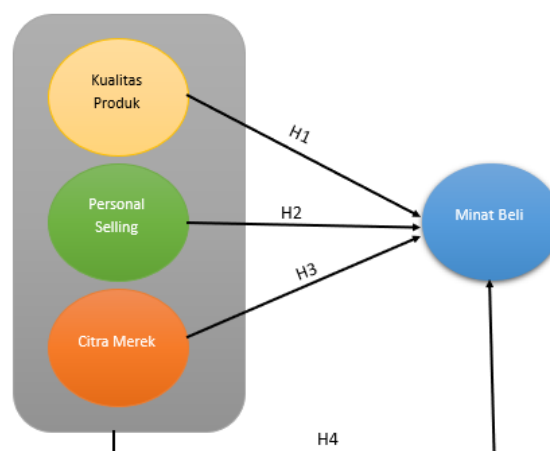 Kualitas
Produk
H1
Personal
Selling
H2
Minat Beli
H3
Citra Merek
H4